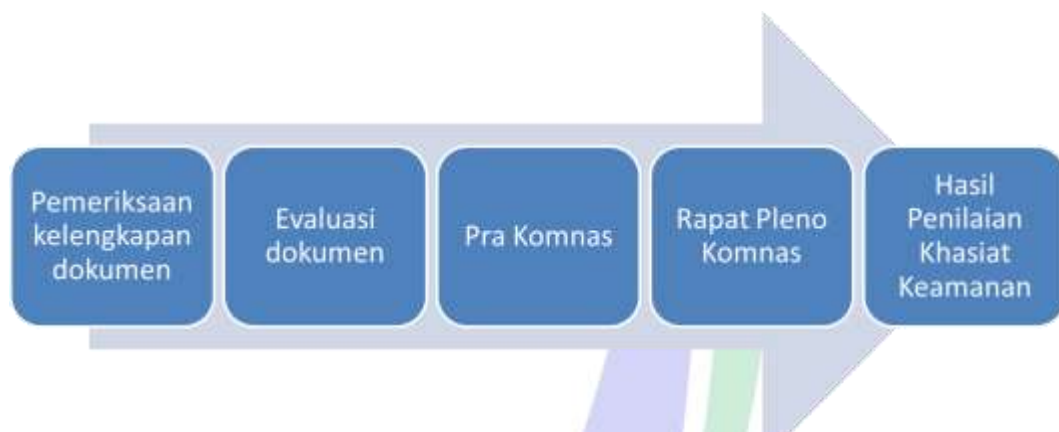 Pemeriksaan
kelengkapan
dokumen
Evaluasi
dokumen
Pra Komnas
Rapat Pleno
Komnas
Hasil
Penilaian
Khasiat
Keamanan